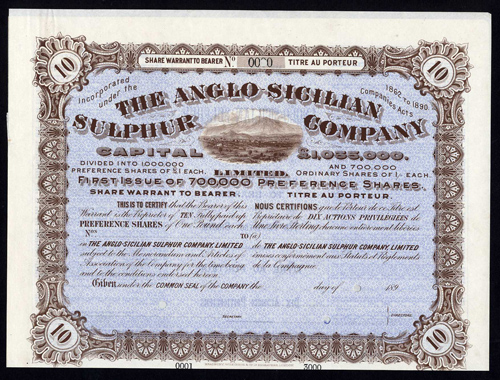 SHARE WARRANT TO BEARER No 0000 TITRE AU PORTEUR
10 10
Incorporated under the Companies Acts 1862 to 1890.
THE ANGLO-SICILIAN
SULPHUR COMPANY
CAPITAL £1,035,000.
DIVIDED INTO 1,000,000 AND 700,000
PREFERENCE SHARES OF £1 EACH. LIMITED. ORDINARY SHARES OF 1/- EACH.
FIRST ISSUE OF 700,000 PREFERENCE SHARES.
SHARE WARRANT TO BEARER. TITRE AU PORTEUR.
THIS IS TO CERTIFY that the Bearer of this
Warrant is the Proprietor of TEN Fully paid-up
PREFERENCE SHARES of One Pound each
Nos to (a)
in THE ANGLO-SICILIAN SULPHUR COMPANY, LIMITED
subject to the Memorandum and Articles of
Association of the Company for the time being
and to the conditions endorsed hereon.
NOUS CERTIFIONS que le Porteur de ce titre est
Propriétaire de DIX ACTIONS PRIVILEGIEES de
Une Livre Sterling, chacune entièrement libérées
de THE ANGLO-SICILIAN SULPHUR COMPANY, LIMITED
conformément aux Statuts et Règlements
de la Compagnie.
Given under the COMMON SEAL of the COMPANY the day of 189
SECRETARY. DIRECTORS.
10 10
0001 3000